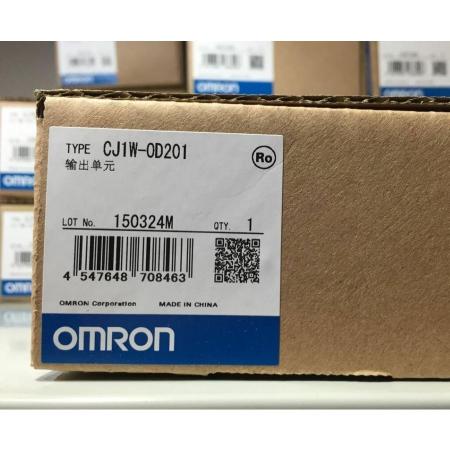 TYPE CJ1W-OD201
输出单元
Ro
LOT No. 150324M QTY. 1
4 547648 708463
OMRON Corporation MADE IN CHINA
OMRON